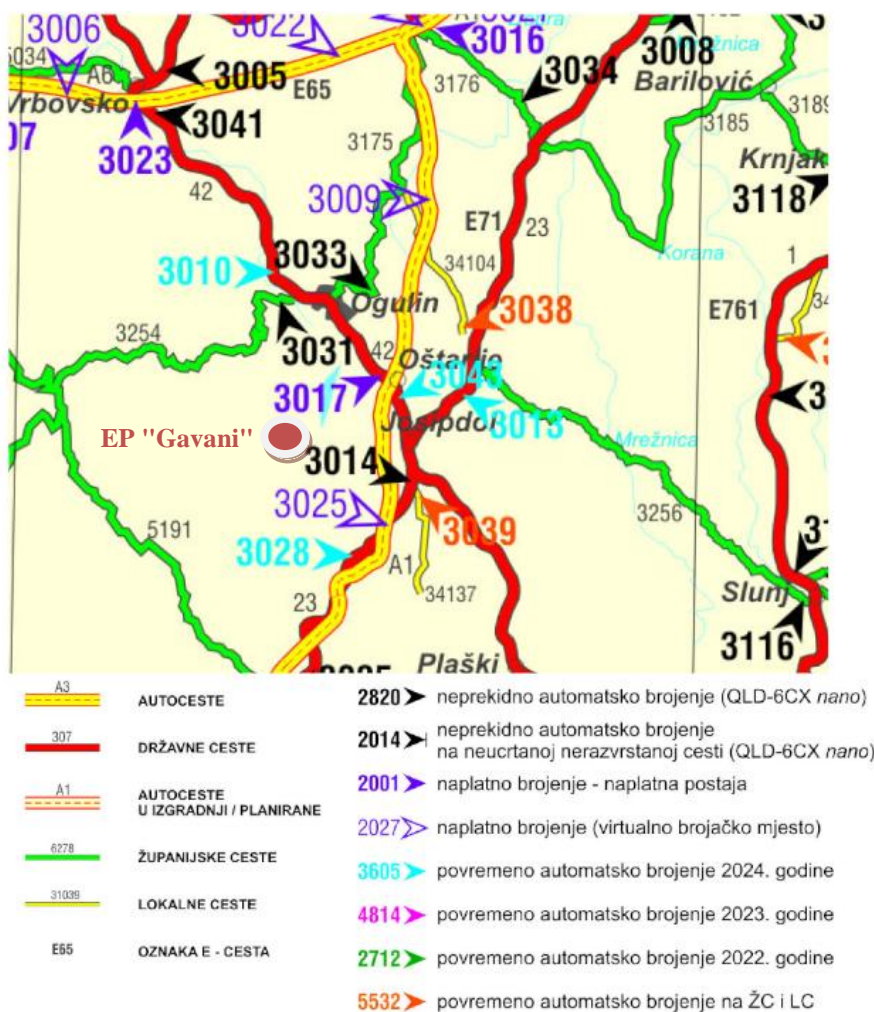 3006
3022
3016
3008
Mrežnica
5034
A6
3005
E65
3176
3034
Barilović
Vrbovsko
3041
3185
3189
07
3023
3175
Krnjak
42
3009
E71
23
3118
Korana
1
3010
3033
34104
Ogulin
3038
E761
3254
3031
42
Oštarije
3043
3017
Josipdol
3013
EP "Gavani"
Mrežnica
3014
3025
3256
5191
3039
3028
A1
34137
23
Slunj
3116
Plaški
A3
AUTOCESTE
307
DRŽAVNE CESTE
A1
AUTOCESTE
U IZGRADNJI / PLANIRANE
6278
ŽUPANIJSKE CESTE
31039
LOKALNE CESTE
E65
OZNAKA E - CESTA
2820 neprekidno automatsko brojenje (QLD-6CX nano)
2014 neprekidno automatsko brojenje
na neucrtanoj nerazvrstanoj cesti (QLD-6CX nano)
2001 naplatno brojenje - naplatna postaja
2027 naplatno brojenje (virtualno brojačko mjesto)
3605 povremeno automatsko brojenje 2024. godine
4814 povremeno automatsko brojenje 2023. godine
2712 povremeno automatsko brojenje 2022. godine
5532 povremeno automatsko brojenje na ŽC i LC